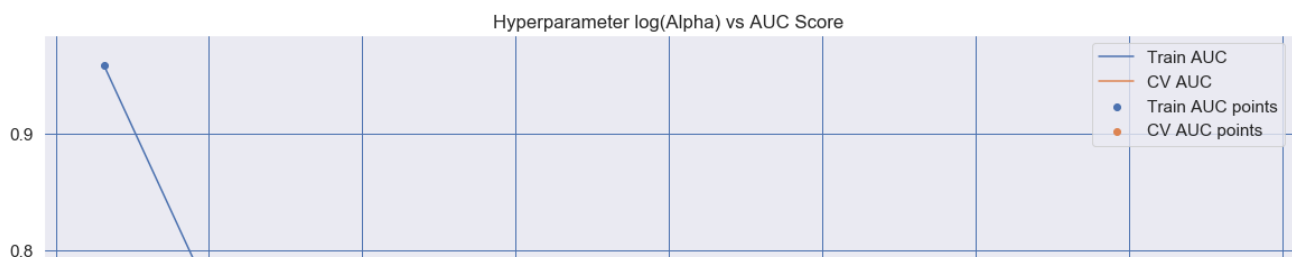 Hyperparameter log(Alpha) vs AUC Score
Train AUC
CV AUC
Train AUC points
CV AUC points
0.9
0.8